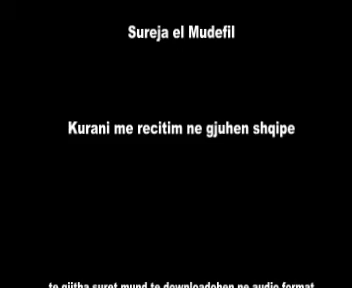 Sureja el Mudefil
Kurani me recitim ne gjuhen shqipe
te gjitha suret mund te downloadohen ne audio format